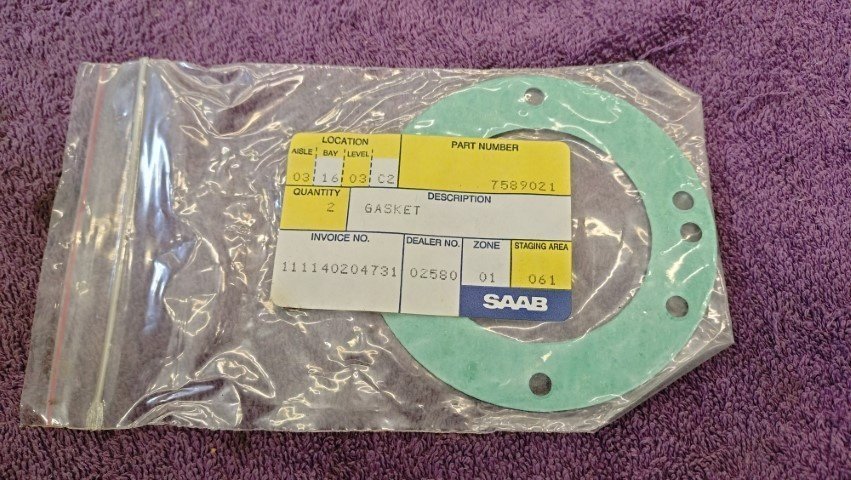 LOCATION
AISLE BAY LEVEL
03 16 03 C2
PART NUMBER
7589021
QUANTITY
2
DESCRIPTION
GASKET
INVOICE NO.
111140204731
DEALER NO.
02580
ZONE
01
STAGING AREA
061
SAAB